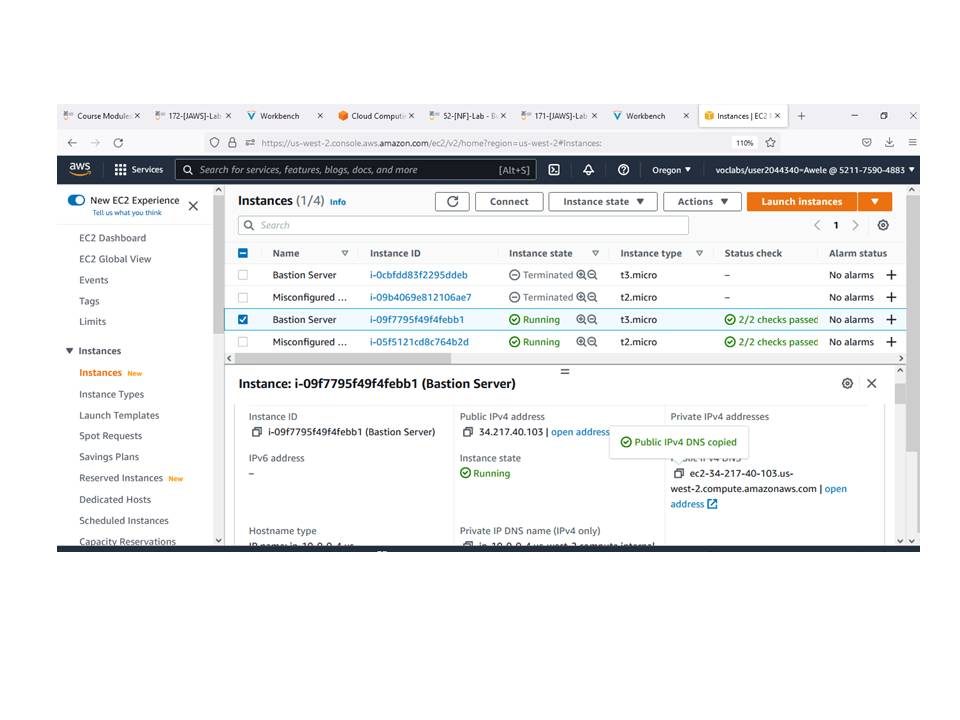 Course Modules 172-[JAWS]-Lab Workbench Cloud Computin 52-[NF]-Lab - 171-[JAWS]-Lab Workbench Instances | EC2
https://us-west-2.console.aws.amazon.com/ec2/v2/home?region=us-west-2#Instances: 110%
aws Services Search for services, features, blogs, docs, and more [Alt+S] Oregon voclabs/user2044340=Awele @ 5211-7590-4883
New EC2 Experience
Tell us what you think
EC2 Dashboard
EC2 Global View
Events
Tags
Limits
Instances
Instances New
Instance Types
Launch Templates
Spot Requests
Savings Plans
Reserved Instances New
Dedicated Hosts
Scheduled Instances
Capacity Reservations
Instances (1/4) Info Connect Instance state Actions Launch instances
Search 1
Name Instance ID Instance state Instance type Status check Alarm status
Bastion Server i-0cbfdd83f2295ddeb Terminated t3.micro – No alarms +
Misconfigured ... i-09b4069e812106ae7 Terminated t2.micro – No alarms +
Bastion Server i-09f7795f49f4febb1 Running t3.micro 2/2 checks passed No alarms +
Misconfigured ... i-05f5121cd8c764b2d Running t2.micro 2/2 checks passed No alarms +
Instance: i-09f7795f49f4febb1 (Bastion Server)
Instance ID
i-09f7795f49f4febb1 (Bastion Server)
IPv6 address
–
Hostname type
Public IPv4 address
34.217.40.103 | open address
Instance state
Running
Private IP DNS name (IPv4 only)
Private IPv4 addresses
Public IPv4 DNS copied
Public IPv4 DNS
ec2-34-217-40-103.us-
west-2.compute.amazonaws.com | open
address